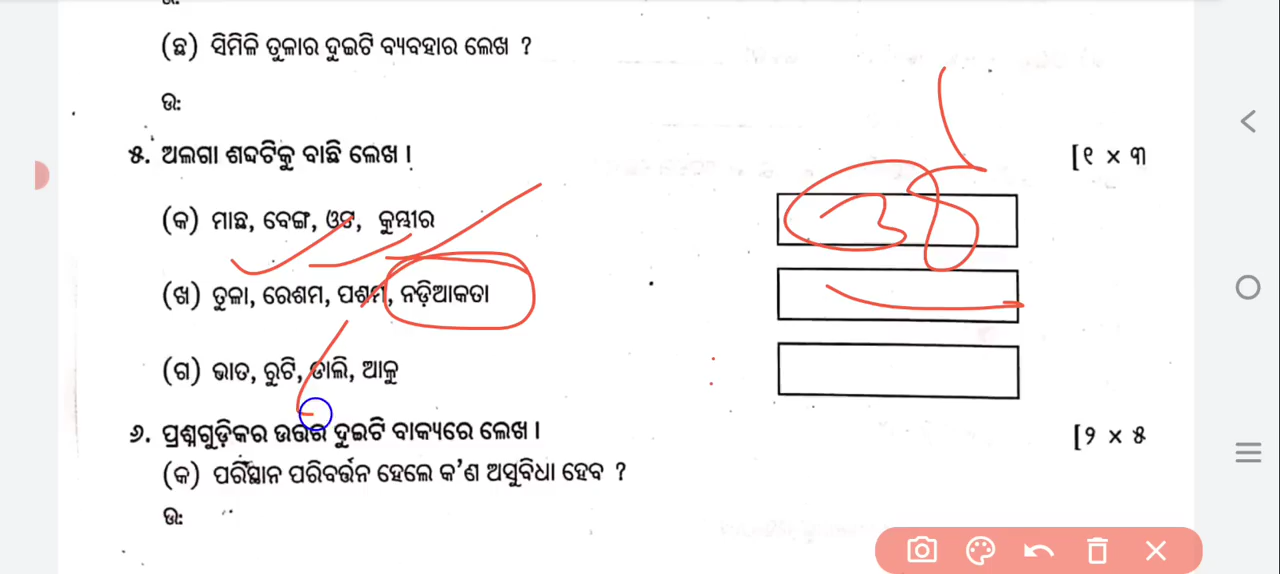 (ଛ) ସିମିଳି ତୁଳାର ଦୁଇଟି ବ୍ୟବହାର ଲେଖ ?
ଉଃ
୫. ଅଲଗା ଶବ୍ଦଟିକୁ ବାଛି ଲେଖ । [୧ × ୩
(କ) ମାଛ, ବେଙ୍ଗ, ଓଟ, କୁମ୍ଭୀର ଓଟ
(ଖ) ତୁଳା, ରେଶମ, ପଶମ, ନଡ଼ିଆକତା
(ଗ) ଭାତ, ରୁଟି, ଡାଲି, ଆଳୁ
୬. ପ୍ରଶ୍ନଗୁଡ଼ିକର ଉତ୍ତର ଦୁଇଟି ବାକ୍ୟରେ ଲେଖ । [୨ × ୫
(କ) ପରିସ୍ଥାନ ପରିବର୍ତ୍ତନ ହେଲେ କ'ଣ ଅସୁବିଧା ହେବ ?
ଉଃ